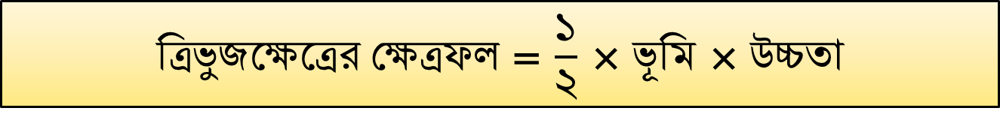 ত্রিভুজক্ষেত্রের ক্ষেত্রফল = ১/২ × ভূমি × উচ্চতা